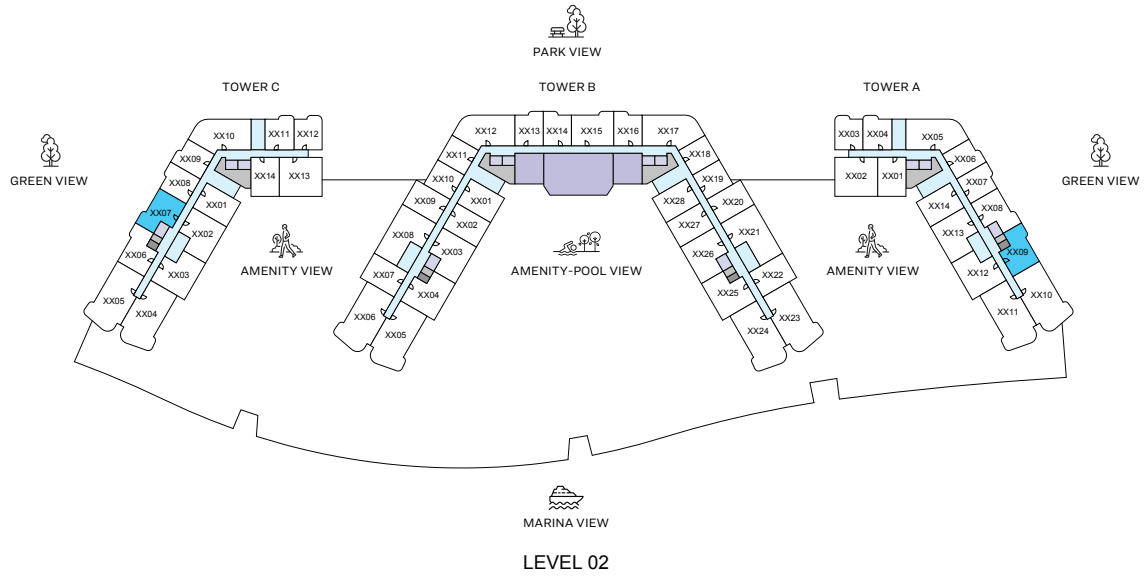 PARK VIEW
TOWER C
TOWER B
TOWER A
GREEN VIEW
GREEN VIEW
XX10
XX11
XX12
XX09
XX08
XX14
XX13
XX07
XX01
XX02
XX06
XX03
XX05
XX04
AMENITY VIEW
XX12
XX13
XX14
XX15
XX16
XX17
XX11
XX18
XX10
XX19
XX09
XX01
XX28
XX20
XX08
XX02
XX27
XX21
XX03
XX26
XX07
XX04
XX25
XX22
XX06
XX05
XX24
XX23
AMENITY-POOL VIEW
XX03
XX04
XX05
XX02
XX01
XX06
XX07
XX14
XX08
XX13
XX09
XX12
XX10
XX11
AMENITY VIEW
MARINA VIEW
LEVEL 02